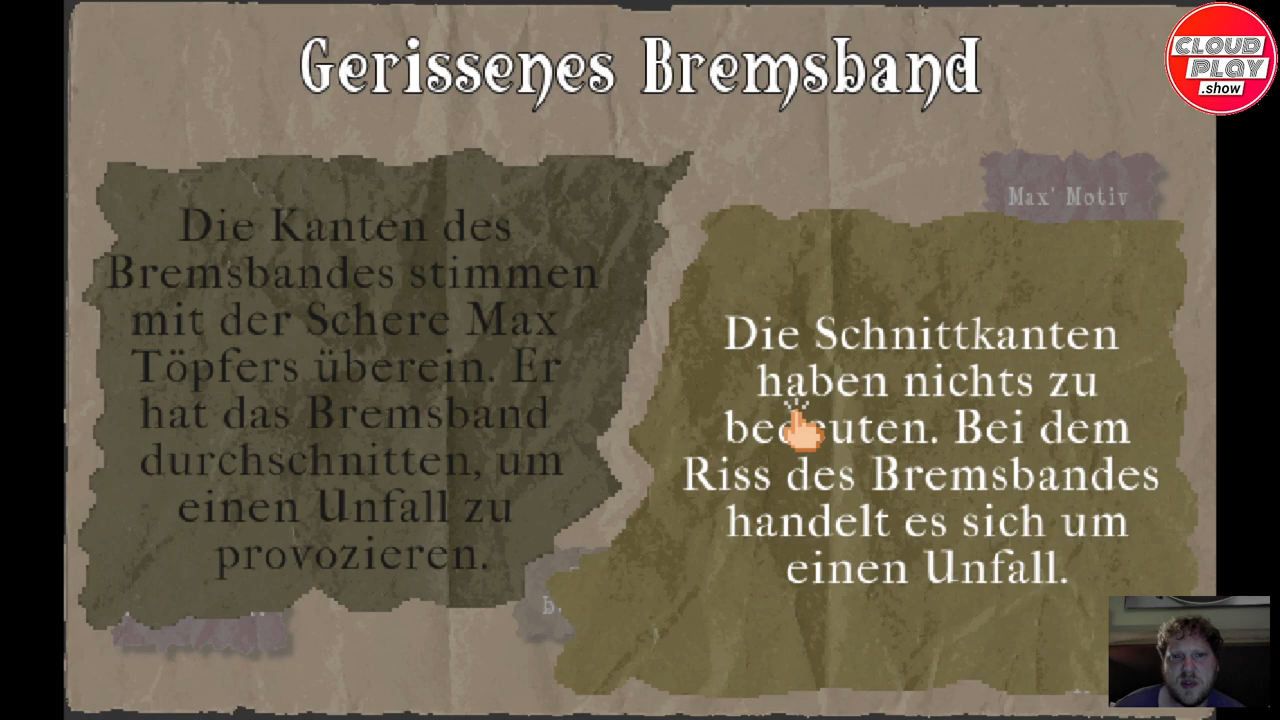 Gerissenes Bremsband
CLOUD
PLAY
.show
Max' Motiv
Die Kanten des
Bremsbandes stimmen
mit der Schere Max
Töpfers überein. Er
hat das Bremsband
durchschnitten, um
einen Unfall zu
provozieren.
Die Schnittkanten
haben nichts zu
bedeuten. Bei dem
Riss des Bremsbandes
handelt es sich um
einen Unfall.